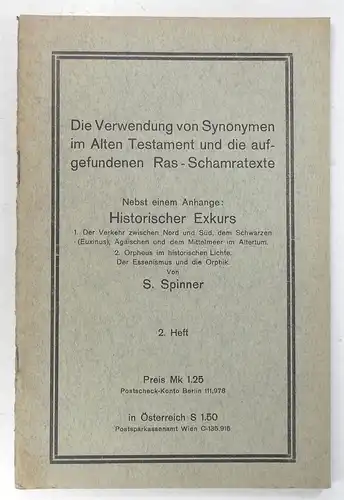 Die Verwendung von Synonymen
im Alten Testament und die auf-
gefundenen Ras-Schamratexte
Nebst einem Anhange:
Historischer Exkurs
1. Der Verkehr zwischen Nord und Süd, dem Schwarzen
(Euxinus), Agäischen und dem Mittelmeer im Altertum.
2. Orpheus im historischen Lichte.
Der Essenismus und die Orphik.
Von
S. Spinner
2. Heft
Preis Mk 1.25
Postscheck-Konto Berlin 111,978
in Österreich S 1.50
Postsparkassenamt Wien C-135,915